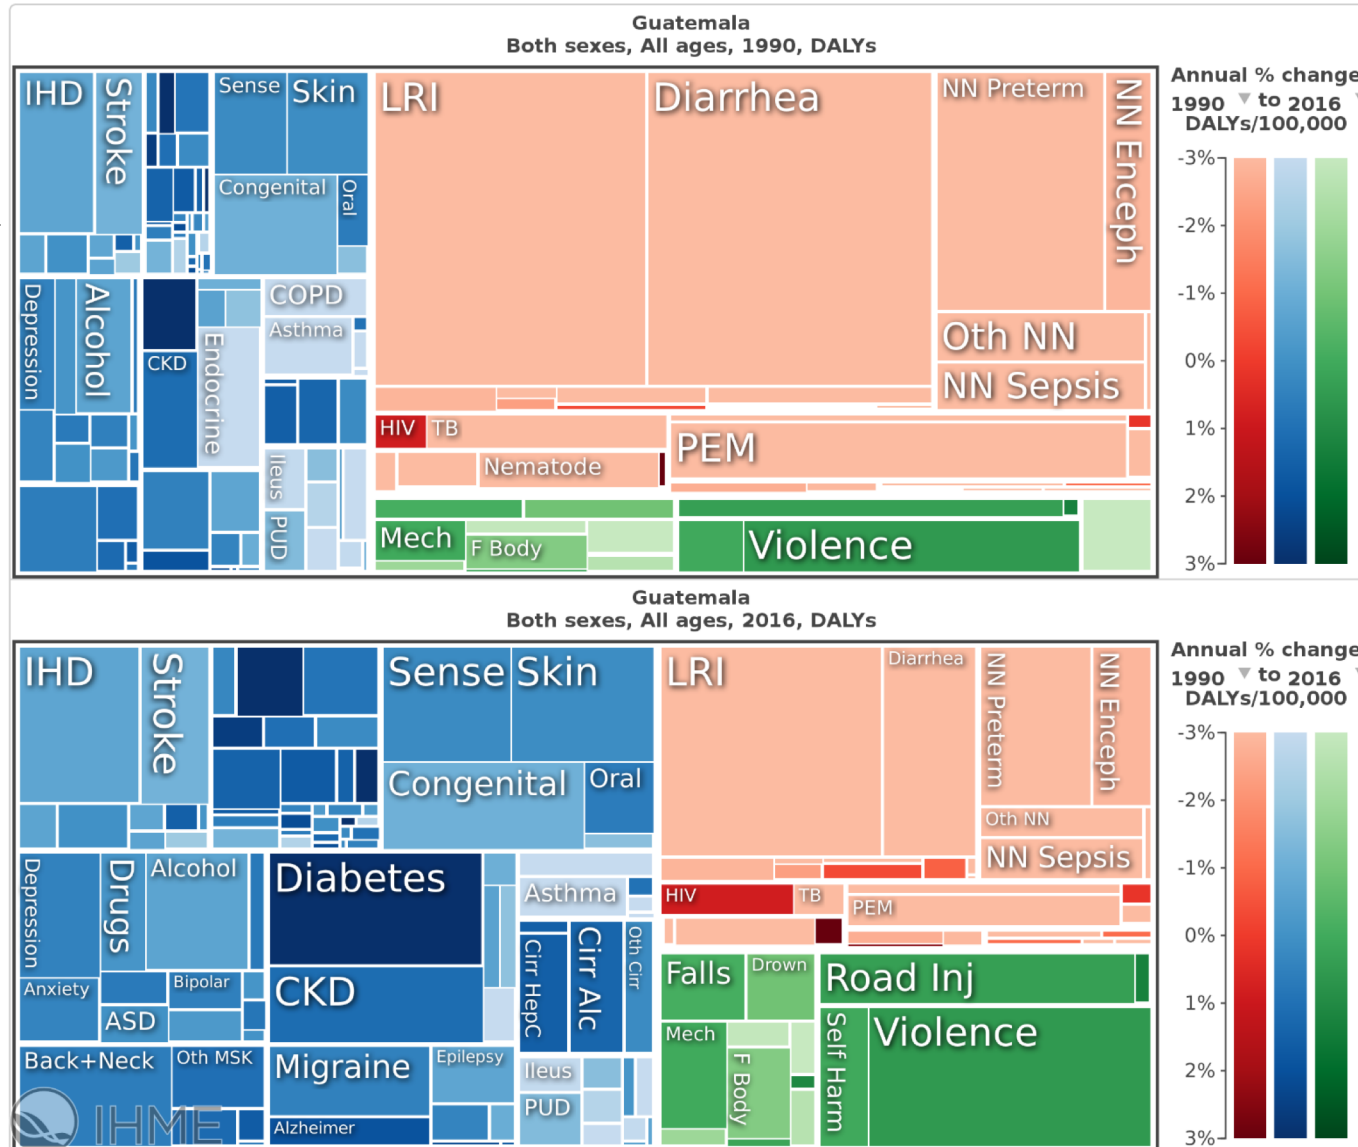 Guatemala
Both sexes, All ages, 1990, DALYs
IHD
Stroke
Sense
Skin
Congenital
Oral
LRI
Diarrhea
NN Preterm
NN Enceph
Oth NN
NN Sepsis
Depression
Alcohol
CKD
Endocrine
COPD
Asthma
Ileus
PUD
HIV
TB
Nematode
PEM
Mech
F Body
Violence
Annual % change
1990 to 2016
DALYs/100,000
-3%
-2%
-1%
0%
1%
2%
3%
Guatemala
Both sexes, All ages, 2016, DALYs
IHD
Stroke
Sense
Skin
Congenital
Oral
LRI
Diarrhea
NN Preterm
NN Enceph
Oth NN
NN Sepsis
Depression
Drugs
Alcohol
Anxiety
ASD
Bipolar
Diabetes
CKD
Asthma
Cirr HepC
Cirr Alc
Oth Cirr
HIV
TB
PEM
Back+Neck
Oth MSK
Migraine
Epilepsy
Alzheimer
Ileus
PUD
Falls
Drown
Mech
F Body
Road Inj
Self Harm
Violence
IHME
Annual % change
1990 to 2016
DALYs/100,000
-3%
-2%
-1%
0%
1%
2%
3%